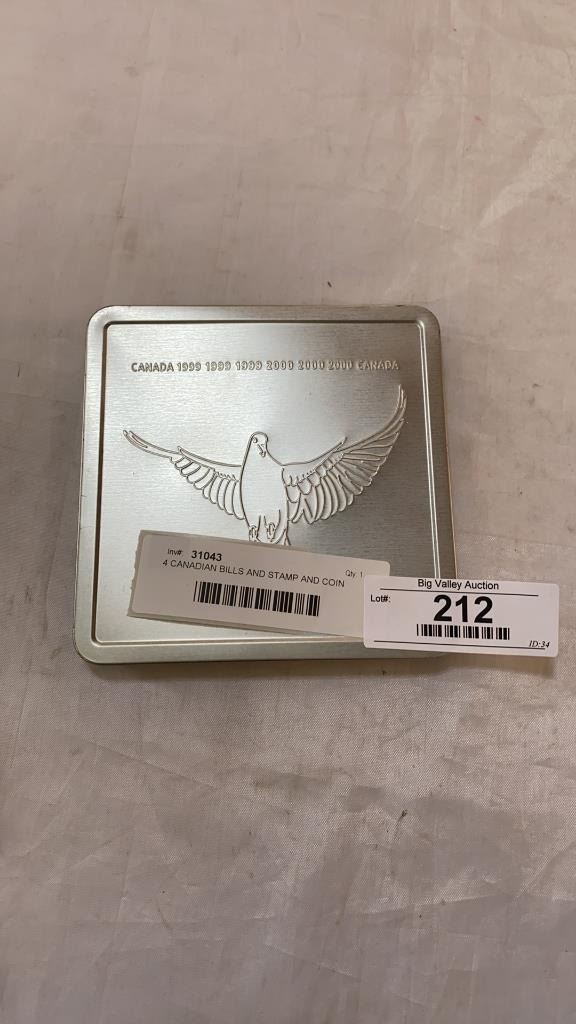 CANADA 1999 1999 1999 2000 2000 2000 CANADA
Inv#: 31043
Qty: 1
4 CANADIAN BILLS AND STAMP AND COIN
Big Valley Auction
Lot#: 212
ID:34